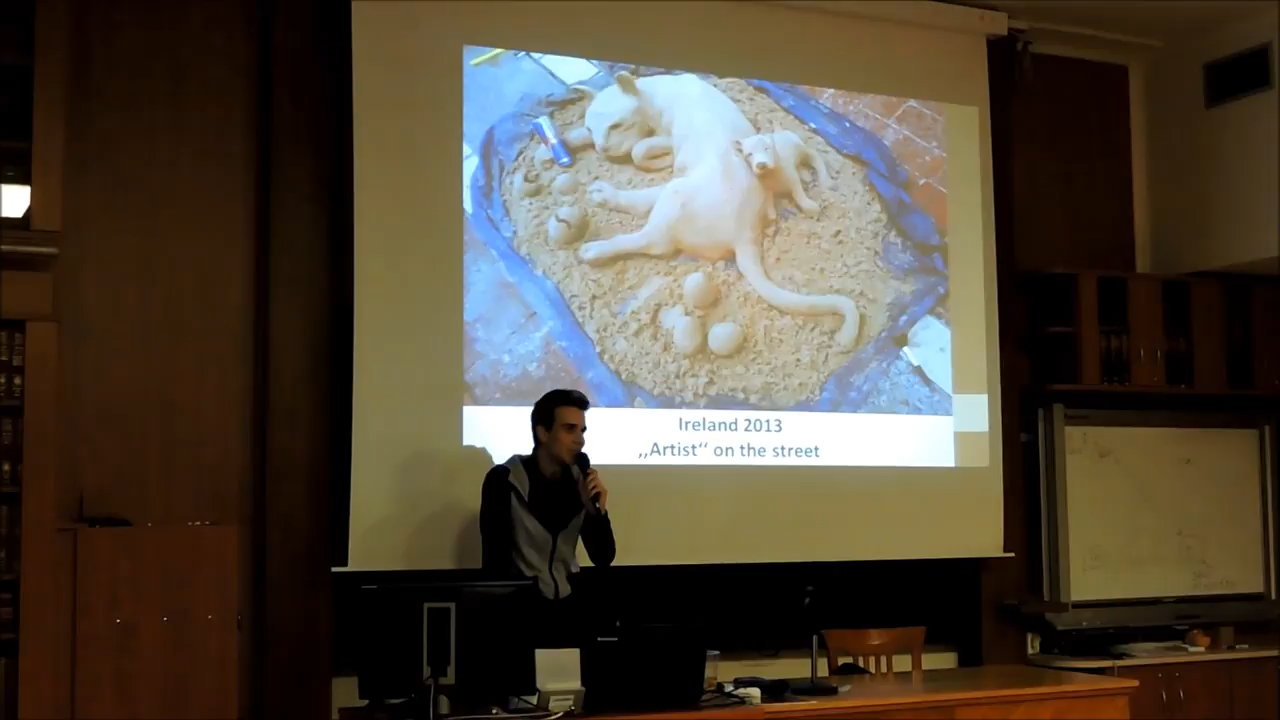 Ireland 2013
,,Artist“ on the street